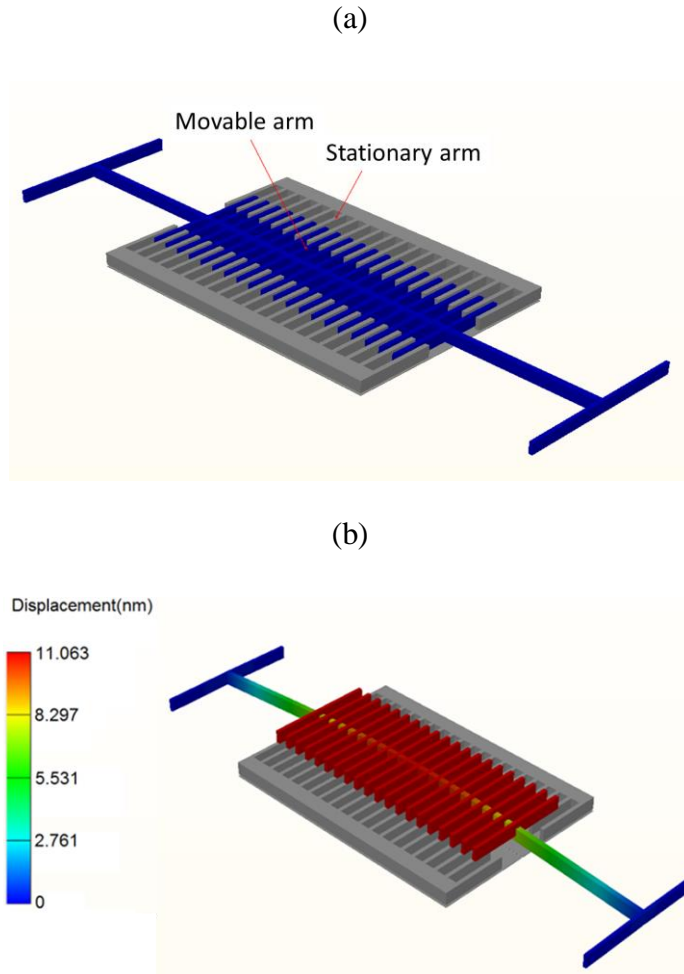 (a)
Movable arm
Stationary arm
(b)
Displacement(nm)
11.063
8.297
5.531
2.761
0